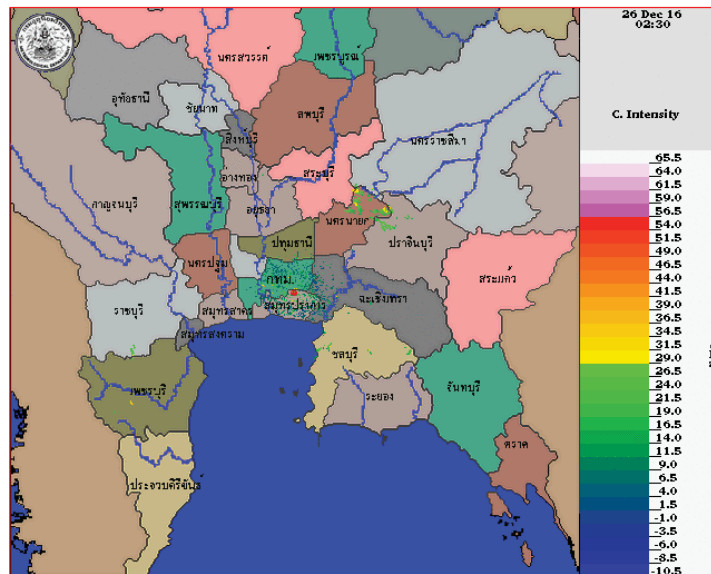 26 Dec 16
02:30
C. Intensity
นครสวรรค์
เพชรบูรณ์
อุทัยธานี
ชัยนาท
ลพบุรี
สิงห์บุรี
นครราชสีมา
อ่างทอง
สระบุรี
กาญจนบุรี
สุพรรณบุรี
อยุธยา
นครนายก
ปทุมธานี
ปราจีนบุรี
นครปฐม
กทม.
สระแก้ว
ฉะเชิงเทรา
สมุทรปราการ
ราชบุรี
สมุทรสาคร
สมุทรสงคราม
ชลบุรี
เพชรบุรี
ระยอง
จันทบุรี
ตราด
ประจวบคิรีขันธ์
65.5
64.0
61.5
59.0
56.5
54.0
51.5
49.0
46.5
44.0
41.5
39.0
36.5
34.5
31.5
29.0
26.5
24.0
21.5
19.0
16.5
14.0
11.5
9.0
6.5
4.0
1.5
-1.0
-3.5
-6.0
-8.5
-10.5